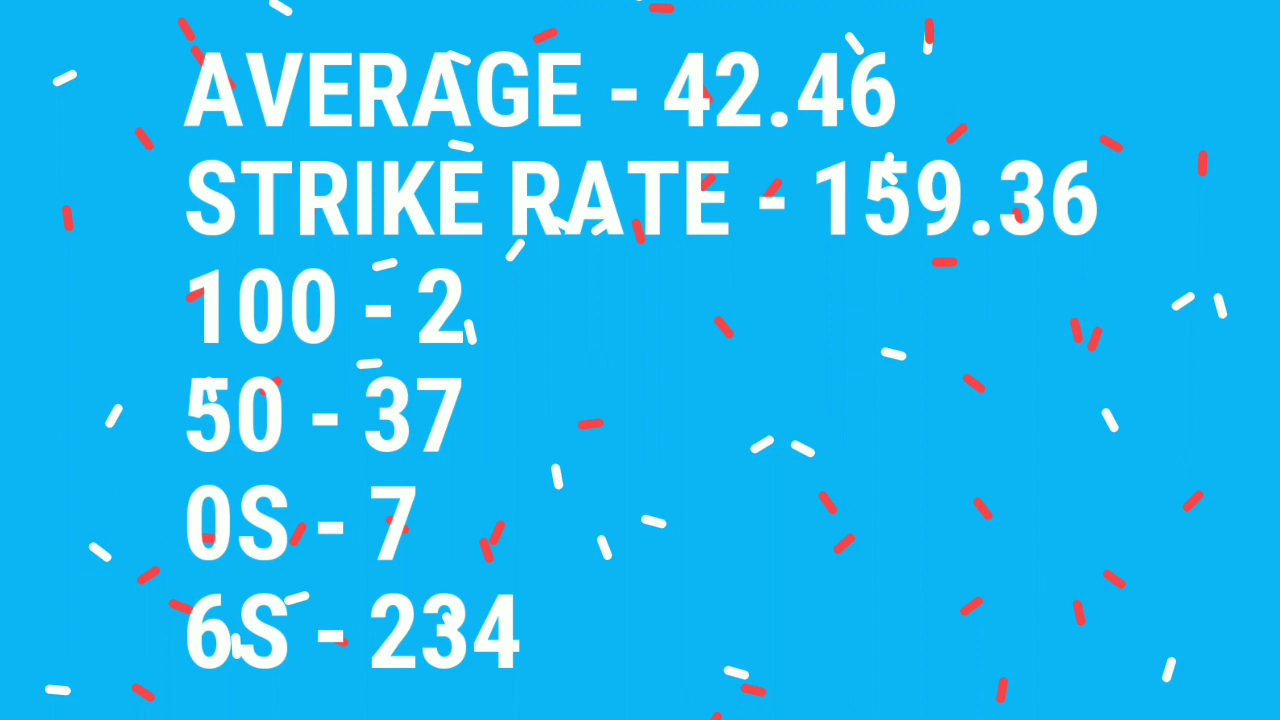 AVERAGE - 42.46
STRIKE RATE - 159.36
100 - 2
50 - 37
0S - 7
6S - 234